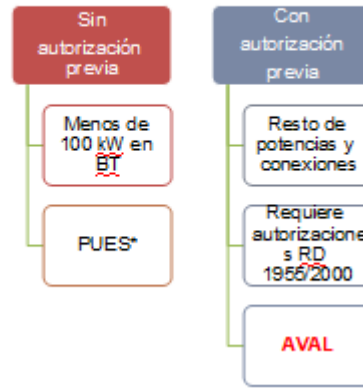 Sin
autorización
previa
Menos de
100 kW en
BT
PUES*
Con
autorización
previa
Resto de
potencias y
conexiones
Requiere
autorizacione
s RD
1955/2000
AVAL